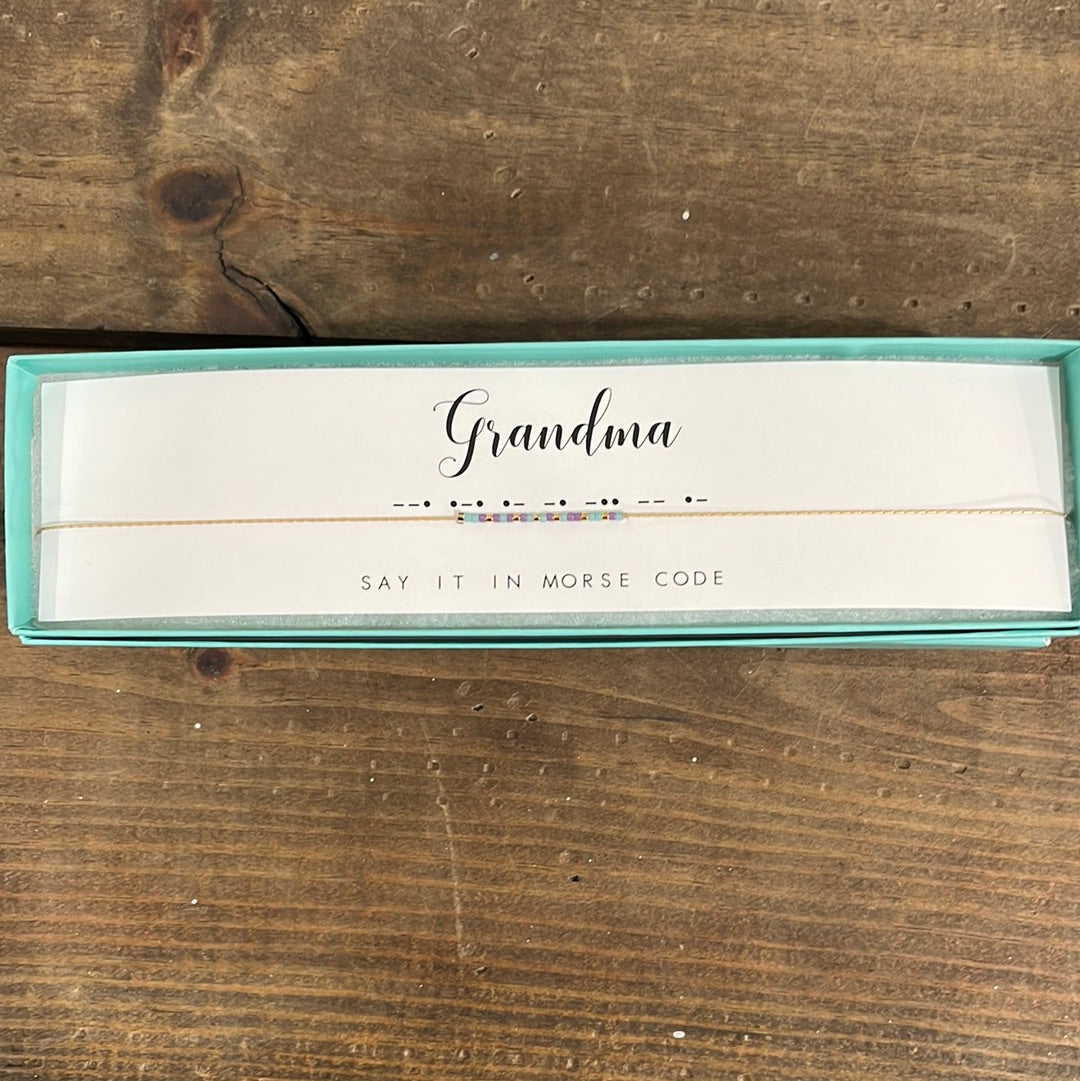 Grandma
––• •–• •– –• –•• –– •–
SAY IT IN MORSE CODE